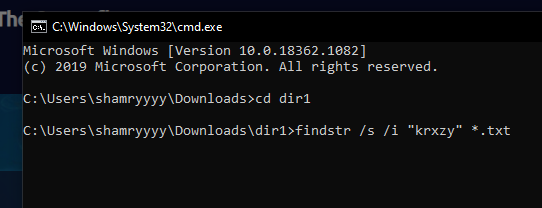 C:\Windows\System32\cmd.exe
Microsoft Windows [Version 10.0.18362.1082]
(c) 2019 Microsoft Corporation. All rights reserved.
C:\Users\shamryyyy\Downloads>cd dir1
C:\Users\shamryyyy\Downloads\dir1>findstr /s /i "krxzy" *.txt